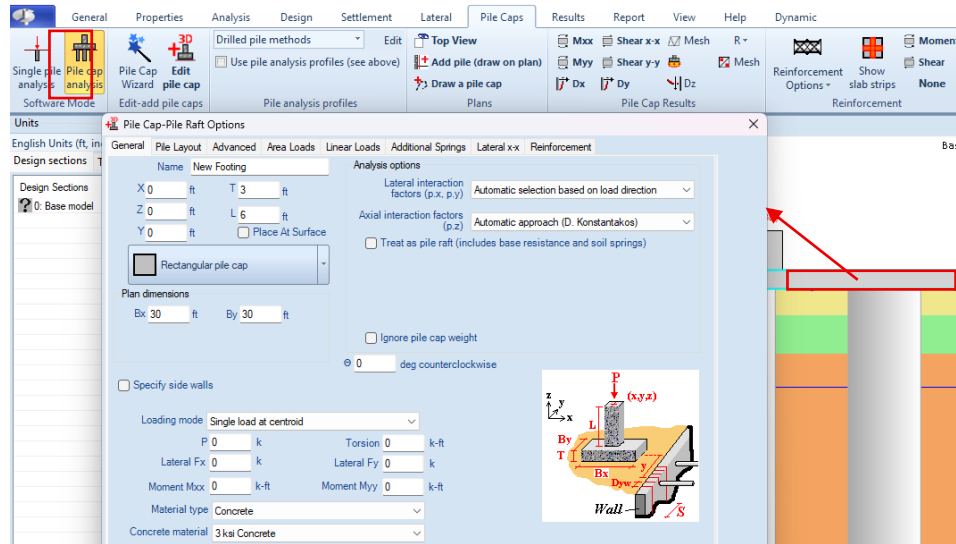 General Properties Analysis Design Settlement Lateral Pile Caps Results Report View Help Dynamic
Single pile analysis
Pile cap analysis
Software Mode
Pile Cap Wizard
3D
Edit pile cap
Edit-add pile caps
Drilled pile methods Edit
Use pile analysis profiles (see above)
Pile analysis profiles
Top View
Add pile (draw on plan)
Draw a pile cap
Plans
Mxx Shear x-x Mesh R
Myy Shear y-y Mesh
Dx Dy Dz
Pile Cap Results
Reinforcement Options
Show slab strips
Momen
Shear
None
Reinforcement
Units
English Units (ft, in
Design sections T
Design Sections
0: Base model
Bas
3D
Pile Cap-Pile Raft Options
General Pile Layout Advanced Area Loads Linear Loads Additional Springs Lateral x-x Reinforcement
Name New Footing
X 0 ft T 3 ft
Z 0 ft L 6 ft
Y 0 ft Place At Surface
Rectangular pile cap
Plan dimensions
Bx 30 ft By 30 ft
Analysis options
Lateral interaction factors (p.x, p.y) Automatic selection based on load direction
Axial interaction factors (p.z) Automatic approach (D. Konstantakos)
Treat as pile raft (includes base resistance and soil springs)
Ignore pile cap weight
Θ 0 deg counterclockwise
Specify side walls
Loading mode Single load at centroid
P 0 k Torsion 0 k-ft
Lateral Fx 0 k Lateral Fy 0 k
Moment Mxx 0 k-ft Moment Myy 0 k-ft
Material type Concrete
Concrete material 3 ksi Concrete
P
(x,y,z)
z
y
x
L
By
T
Bx
y
Dyw,z
Wall
S